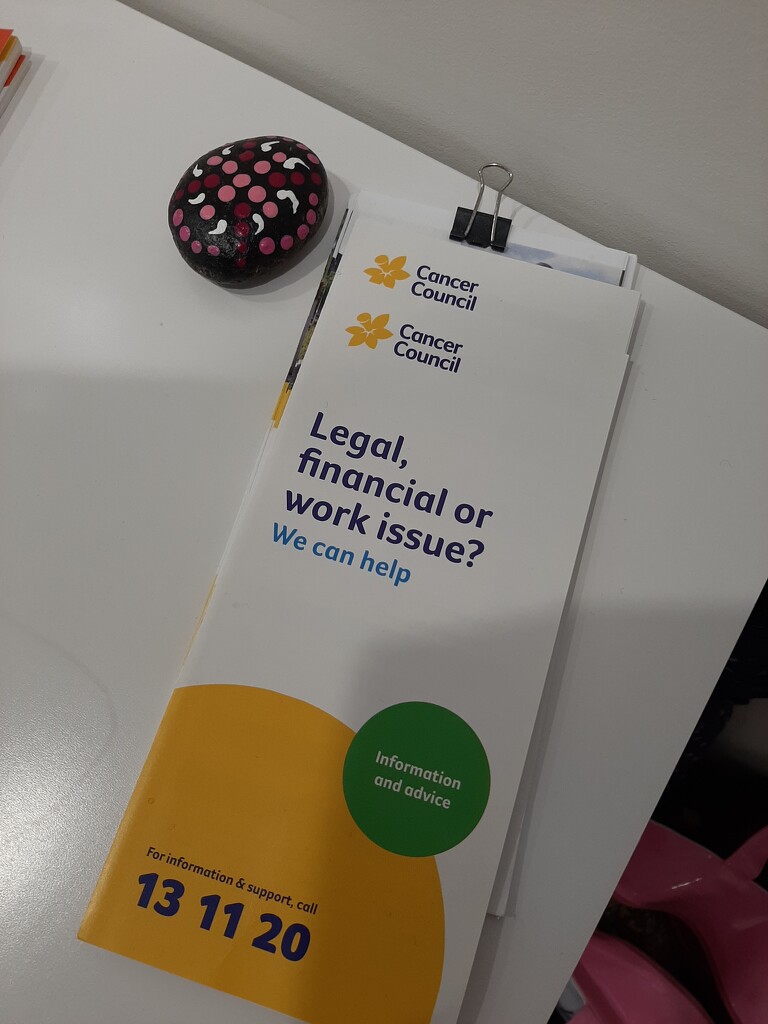 Cancer
Council
Cancer
Council
Legal,
financial or
work issue?
We can help
Information
and advice
For information & support, call
13 11 20